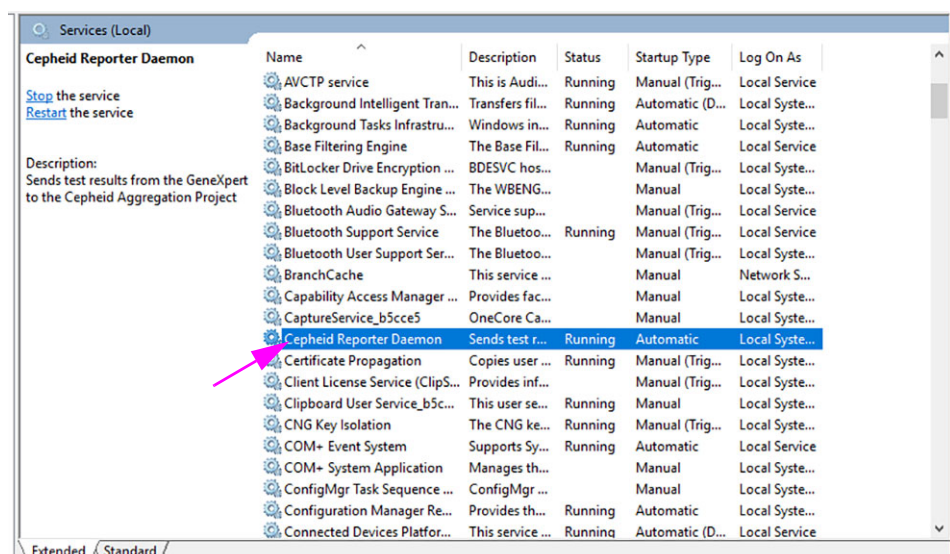 Services (Local)
Cepheid Reporter Daemon
Stop the service
Restart the service
Description:
Sends test results from the GeneXpert
to the Cepheid Aggregation Project
Name Description Status Startup Type Log On As
AVCTP service This is Audi... Running Manual (Trig... Local Service
Background Intelligent Tran... Transfers fil... Running Automatic (D... Local Syste...
Background Tasks Infrastru... Windows in... Running Automatic Local Syste...
Base Filtering Engine The Base Fil... Running Automatic Local Service
BitLocker Drive Encryption ... BDESVC hos... Manual (Trig... Local Syste...
Block Level Backup Engine ... The WBENG... Manual Local Syste...
Bluetooth Audio Gateway S... Service sup... Manual (Trig... Local Service
Bluetooth Support Service The Bluetoo... Running Manual (Trig... Local Service
Bluetooth User Support Ser... The Bluetoo... Manual (Trig... Local Syste...
BranchCache This service ... Manual Network S...
Capability Access Manager ... Provides fac... Manual Local Syste...
CaptureService_b5cce5 OneCore Ca... Manual Local Syste...
Cepheid Reporter Daemon Sends test r... Running Automatic Local Syste...
Certificate Propagation Copies user ... Running Manual (Trig... Local Syste...
Client License Service (ClipS... Provides inf... Manual (Trig... Local Syste...
Clipboard User Service_b5c... This user se... Running Manual Local Syste...
CNG Key Isolation The CNG ke... Running Manual (Trig... Local Syste...
COM+ Event System Supports Sy... Running Automatic Local Service
COM+ System Application Manages th... Manual Local Syste...
ConfigMgr Task Sequence ... ConfigMgr ... Manual Local Syste...
Configuration Manager Re... Provides th... Running Automatic Local Syste...
Connected Devices Platfor... This service ... Running Automatic (D... Local Service
Extended Standard